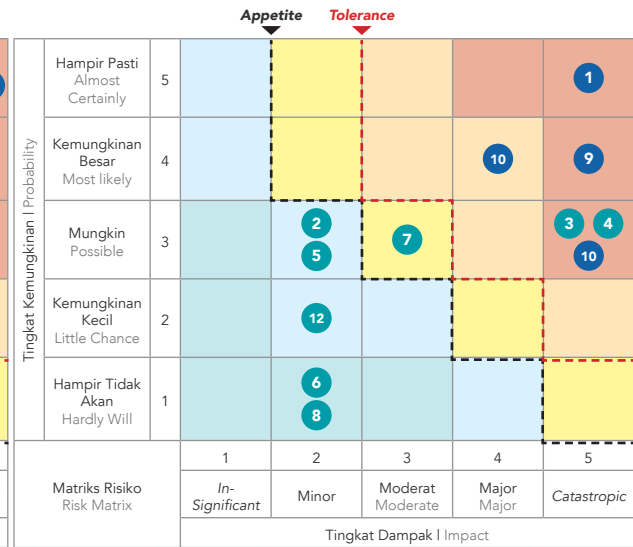 Appetite Tolerance
Tingkat Kemungkinan | Probability
Hampir Pasti
Almost
Certainly
5
1
Kemungkinan
Besar
Most likely
4
10
9
Mungkin
Possible
3
2
5
7
3 4
10
Kemungkinan
Kecil
Little Chance
2
12
Hampir Tidak
Akan
Hardly Will
1
6
8
Matriks Risiko
Risk Matrix
1 2 3 4 5
In-
Significant
Minor
Moderat
Moderate
Major
Major
Catastropic
Tingkat Dampak | Impact